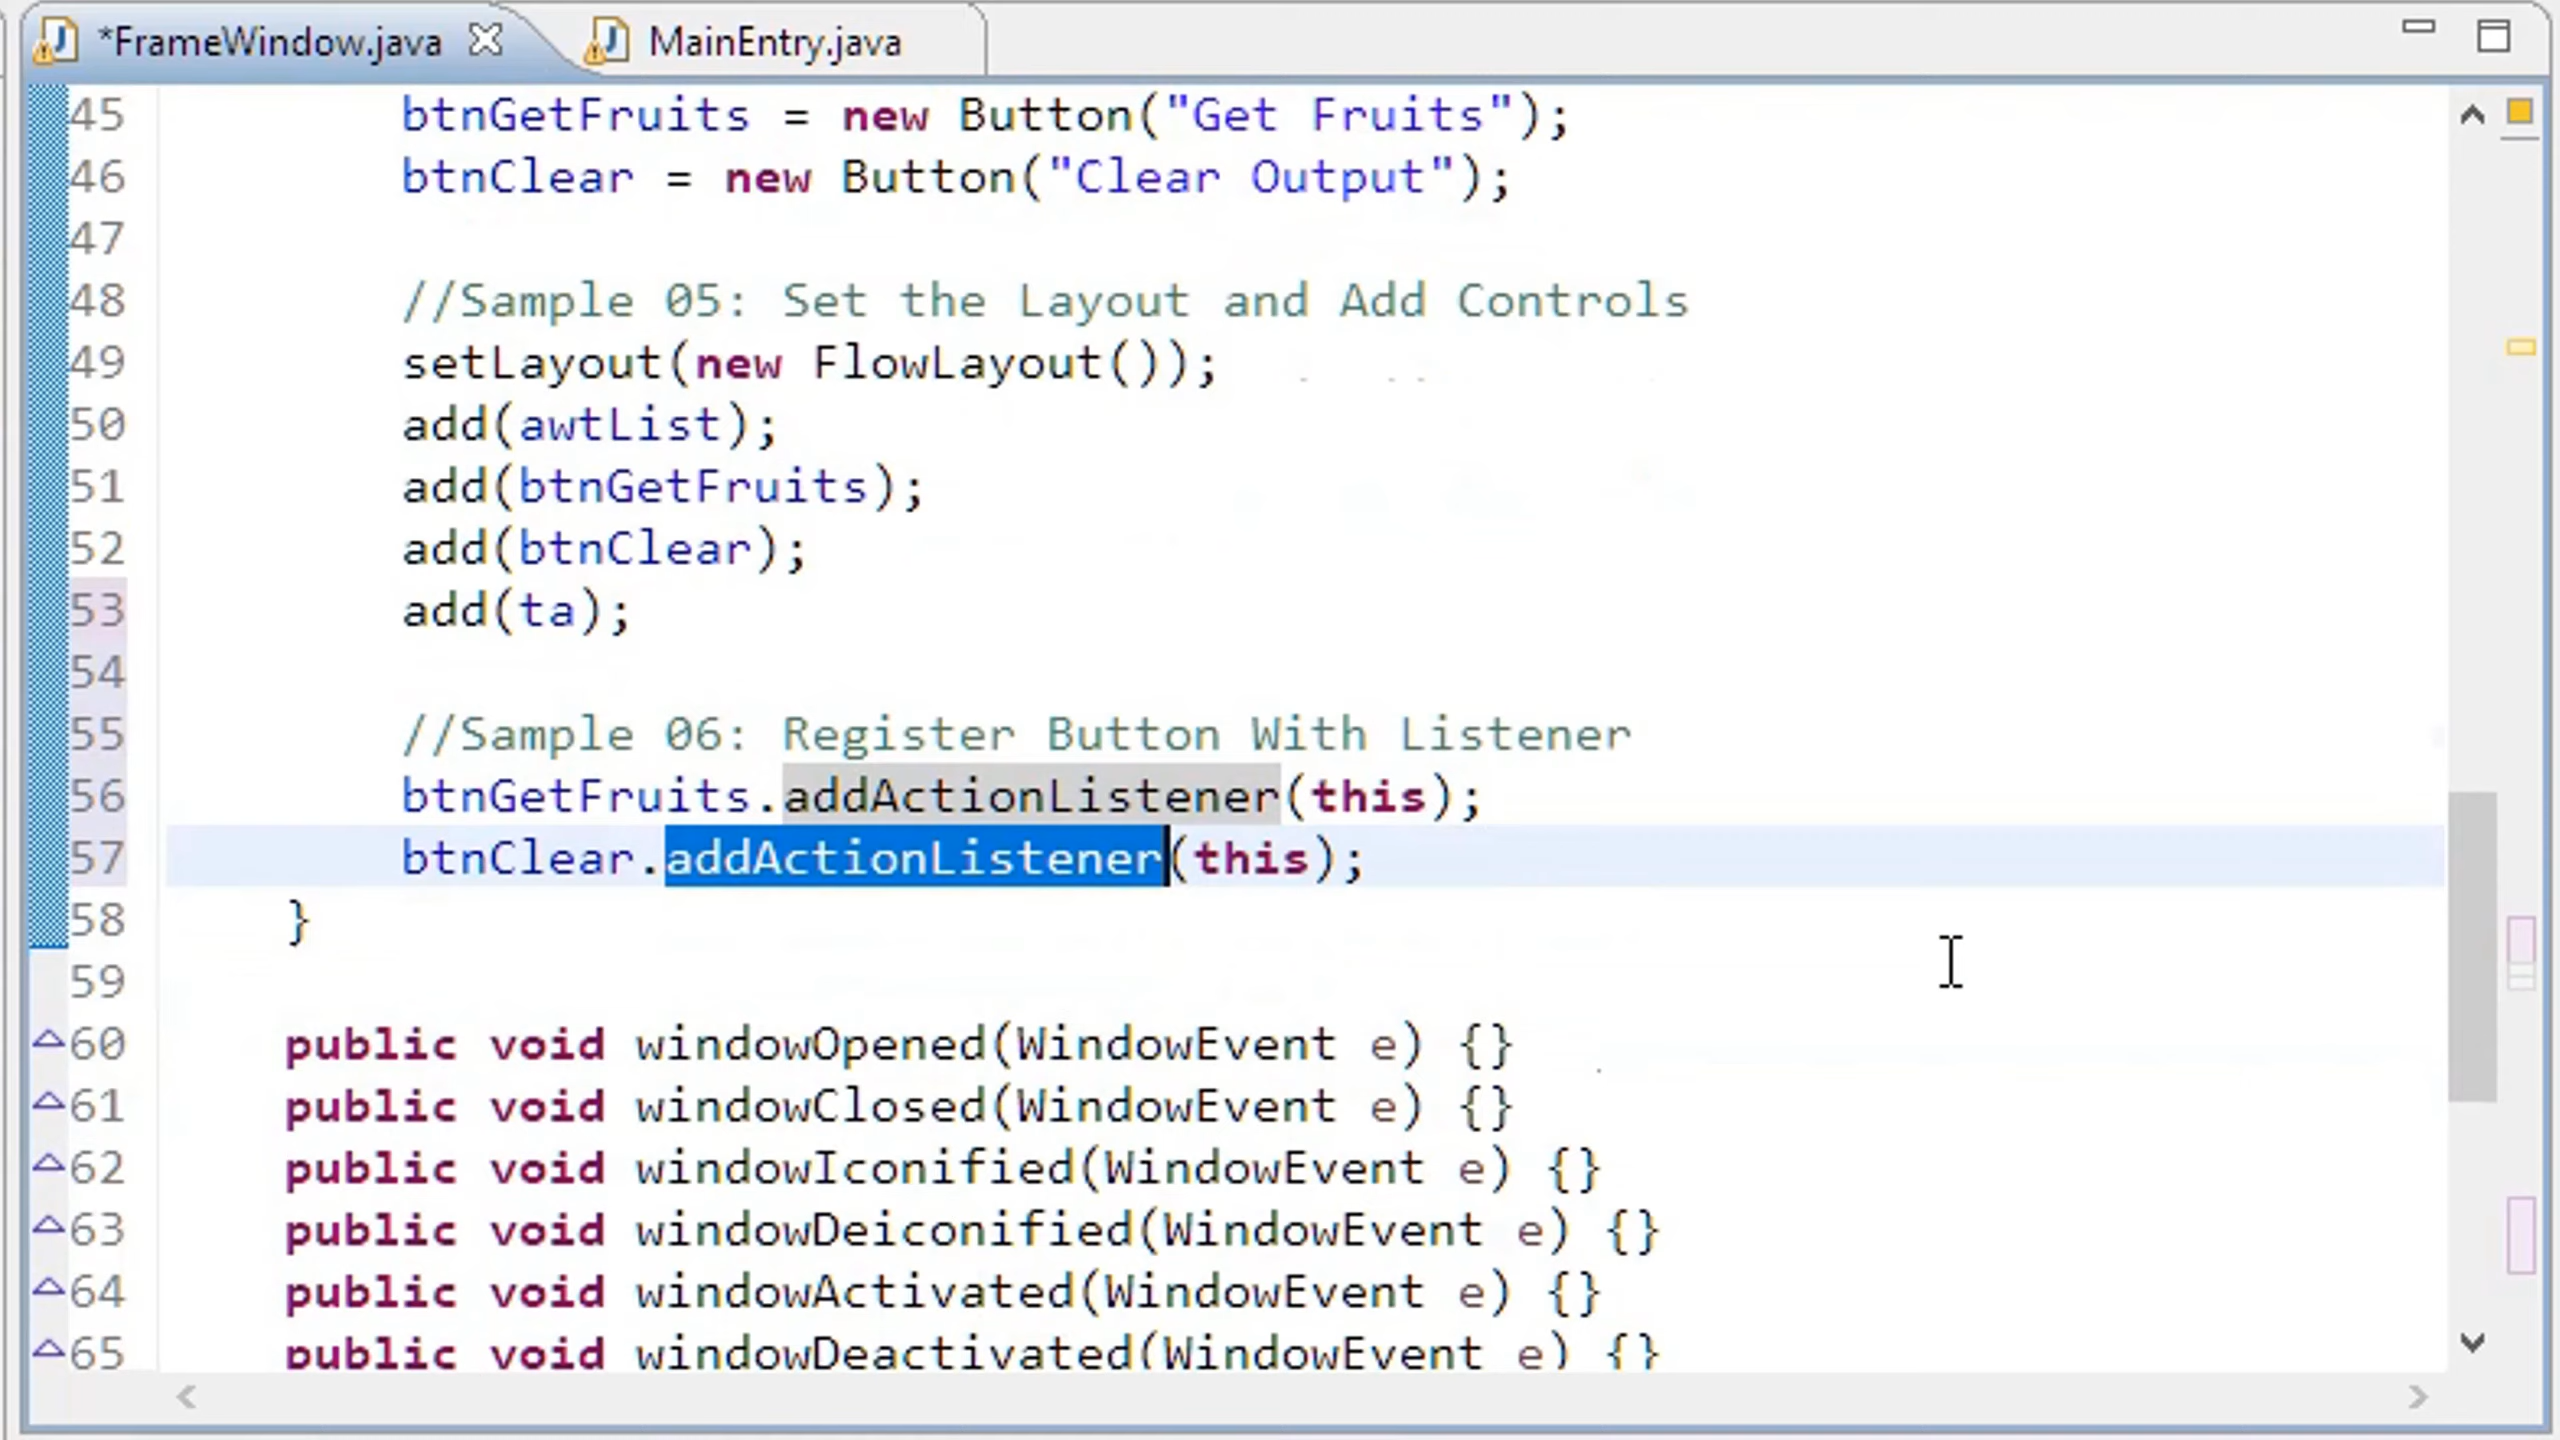 *FrameWindow.java MainEntry.java
45 btnGetFruits = new Button("Get Fruits");
46 btnClear = new Button("Clear Output");
47
48 //Sample 05: Set the Layout and Add Controls
49 setLayout(new FlowLayout());
50 add(awtList);
51 add(btnGetFruits);
52 add(btnClear);
53 add(ta);
54
55 //Sample 06: Register Button With Listener
56 btnGetFruits.addActionListener(this);
57 btnClear.addActionListener(this);
58 }
59
60 public void windowOpened(WindowEvent e) {}
61 public void windowClosed(WindowEvent e) {}
62 public void windowIconified(WindowEvent e) {}
63 public void windowDeiconified(WindowEvent e) {}
64 public void windowActivated(WindowEvent e) {}
65 public void windowDeactivated(WindowEvent e) {}